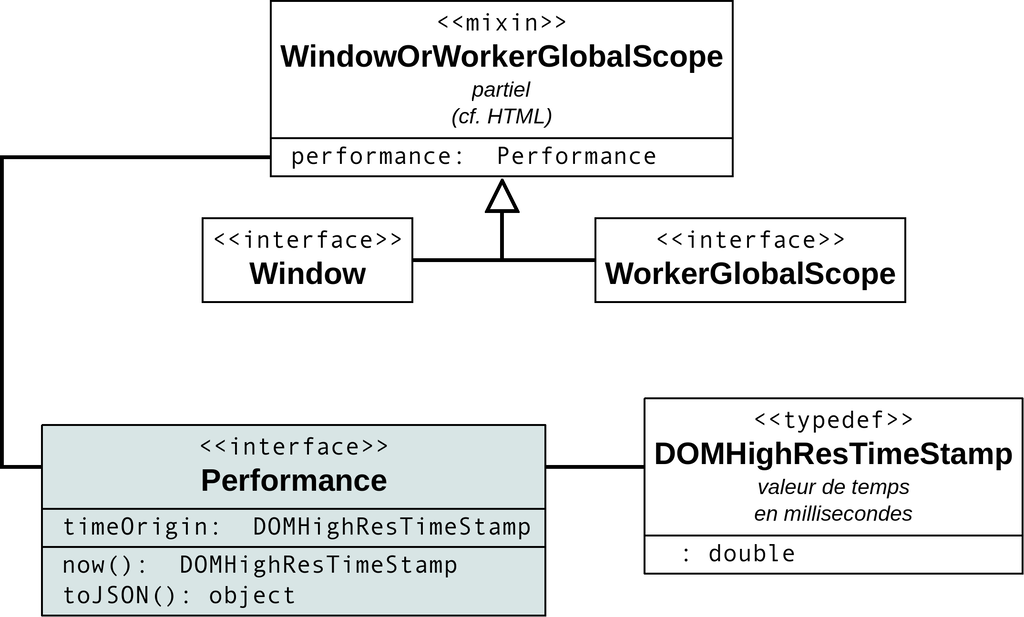 <<mixin>>
WindowOrWorkerGlobalScope
partiel
(cf. HTML)
performance: Performance
<<interface>>
Window
<<interface>>
WorkerGlobalScope
<<interface>>
Performance
timeOrigin: DOMHighResTimeStamp
now(): DOMHighResTimeStamp
toJSON(): object
<<typedef>>
DOMHighResTimeStamp
valeur de temps
en millisecondes
: double